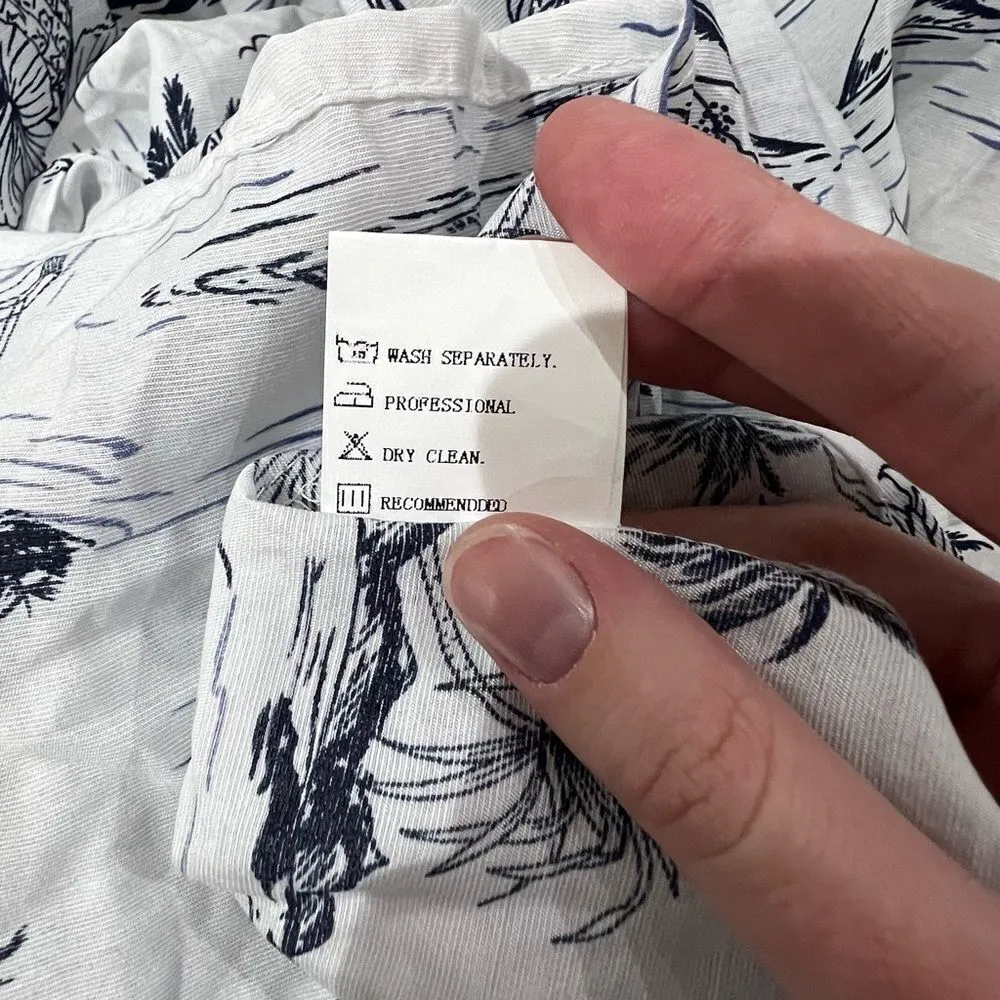 WASH SEPARATELY.
PROFESSIONAL
DRY CLEAN.
RECOMMENDDED